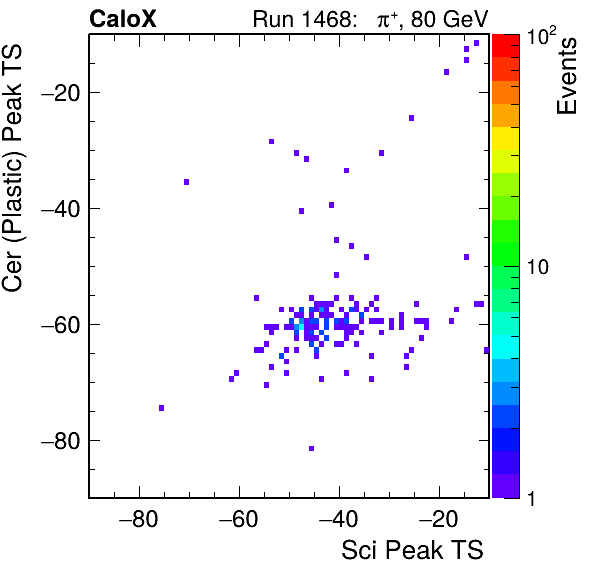 CaloX Run 1468: π⁺, 80 GeV
Cer (Plastic) Peak TS
−20
−40
−60
−80
−80 −60 −40 −20
Sci Peak TS
10²
10
1
Events